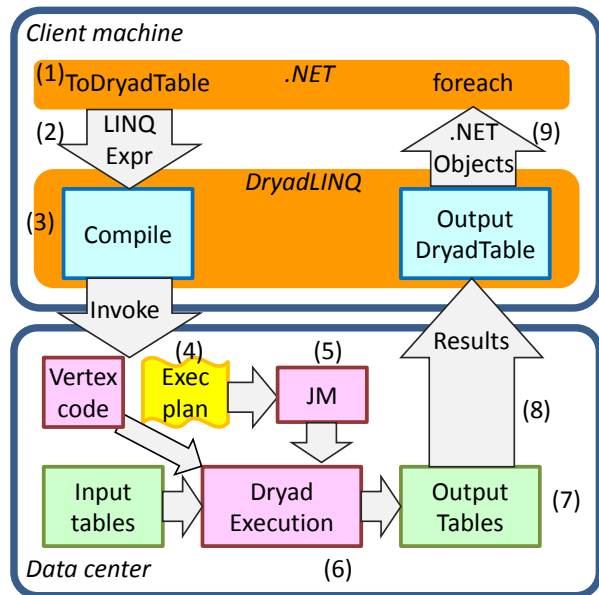 Client machine
(1)
ToDryadTable
.NET
foreach
(2)
LINQ
Expr
.NET
Objects
(9)
DryadLINQ
(3)
Compile
Output
DryadTable
Invoke
Results
(4)
(5)
Vertex
code
Exec
plan
JM
(8)
Input
tables
Dryad
Execution
Output
Tables
(7)
Data center
(6)